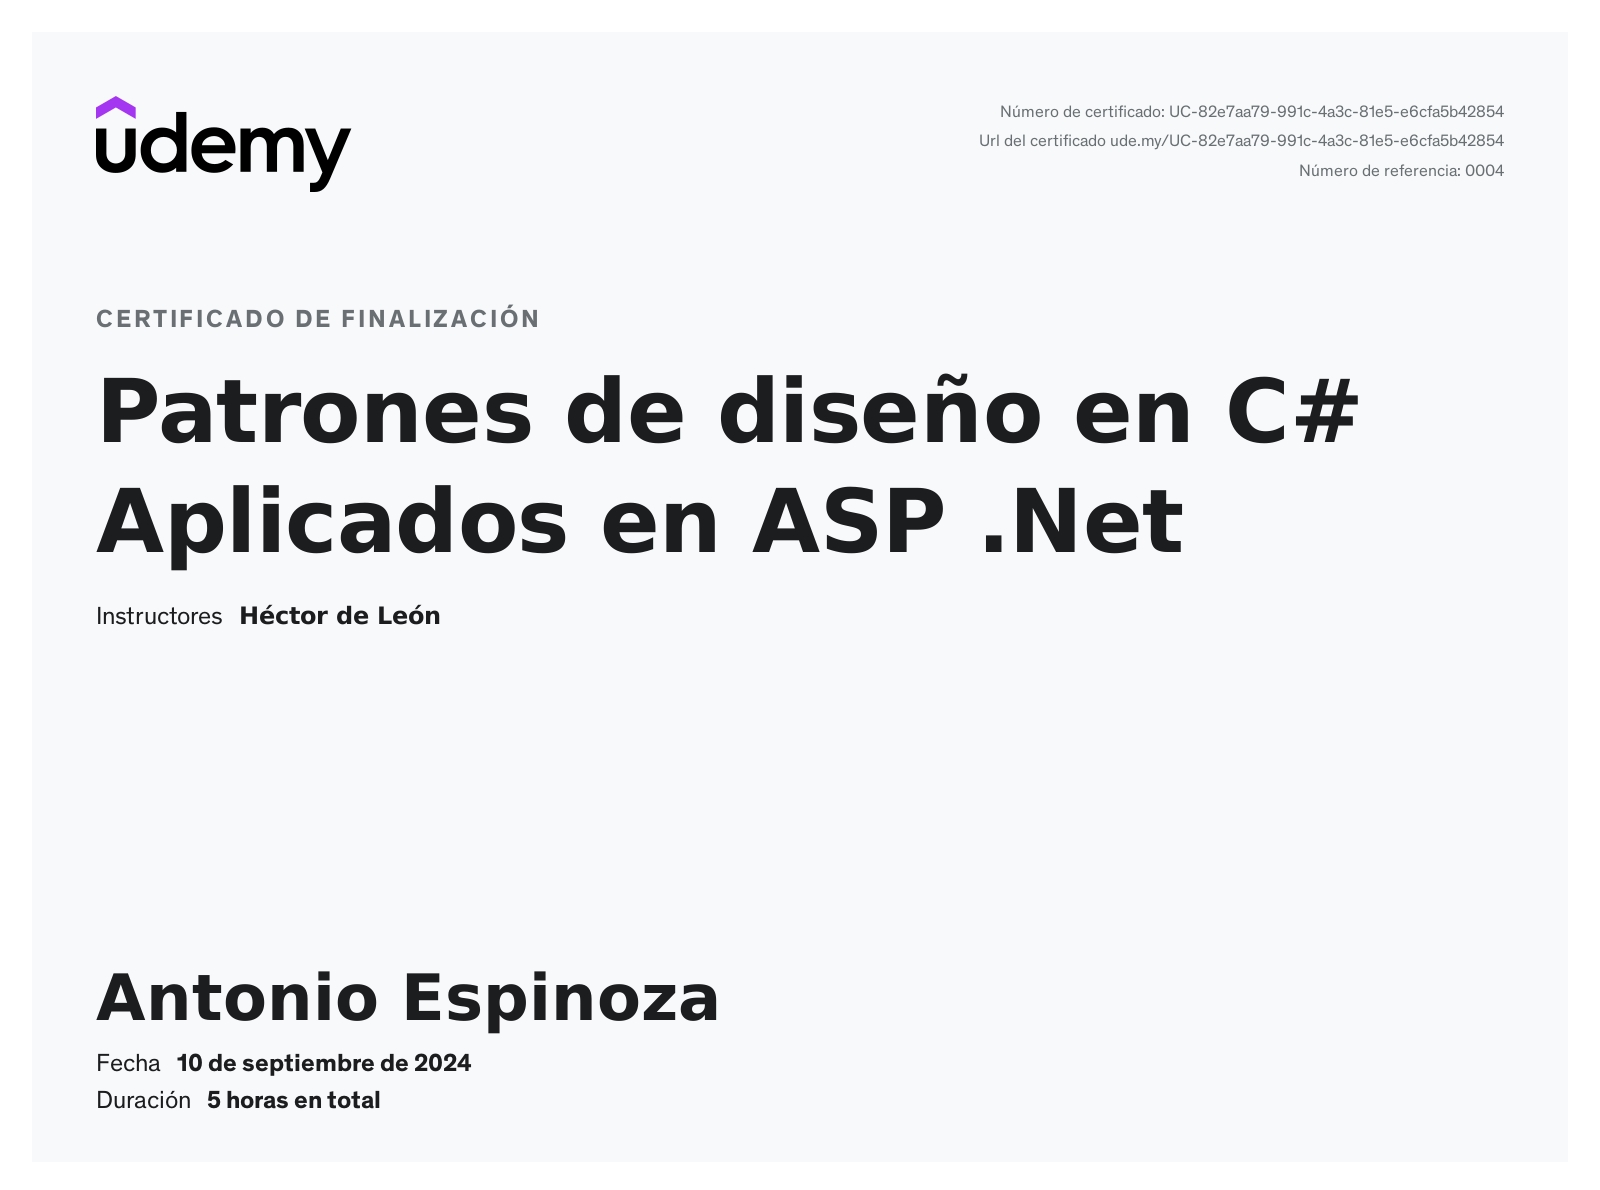 udemy
Número de certificado: UC-82e7aa79-991c-4a3c-81e5-e6cfa5b42854
Url del certificado ude.my/UC-82e7aa79-991c-4a3c-81e5-e6cfa5b42854
Número de referencia: 0004
CERTIFICADO DE FINALIZACIÓN
Patrones de diseño en C#
Aplicados en ASP .Net
Instructores Héctor de León
Antonio Espinoza
Fecha 10 de septiembre de 2024
Duración 5 horas en total